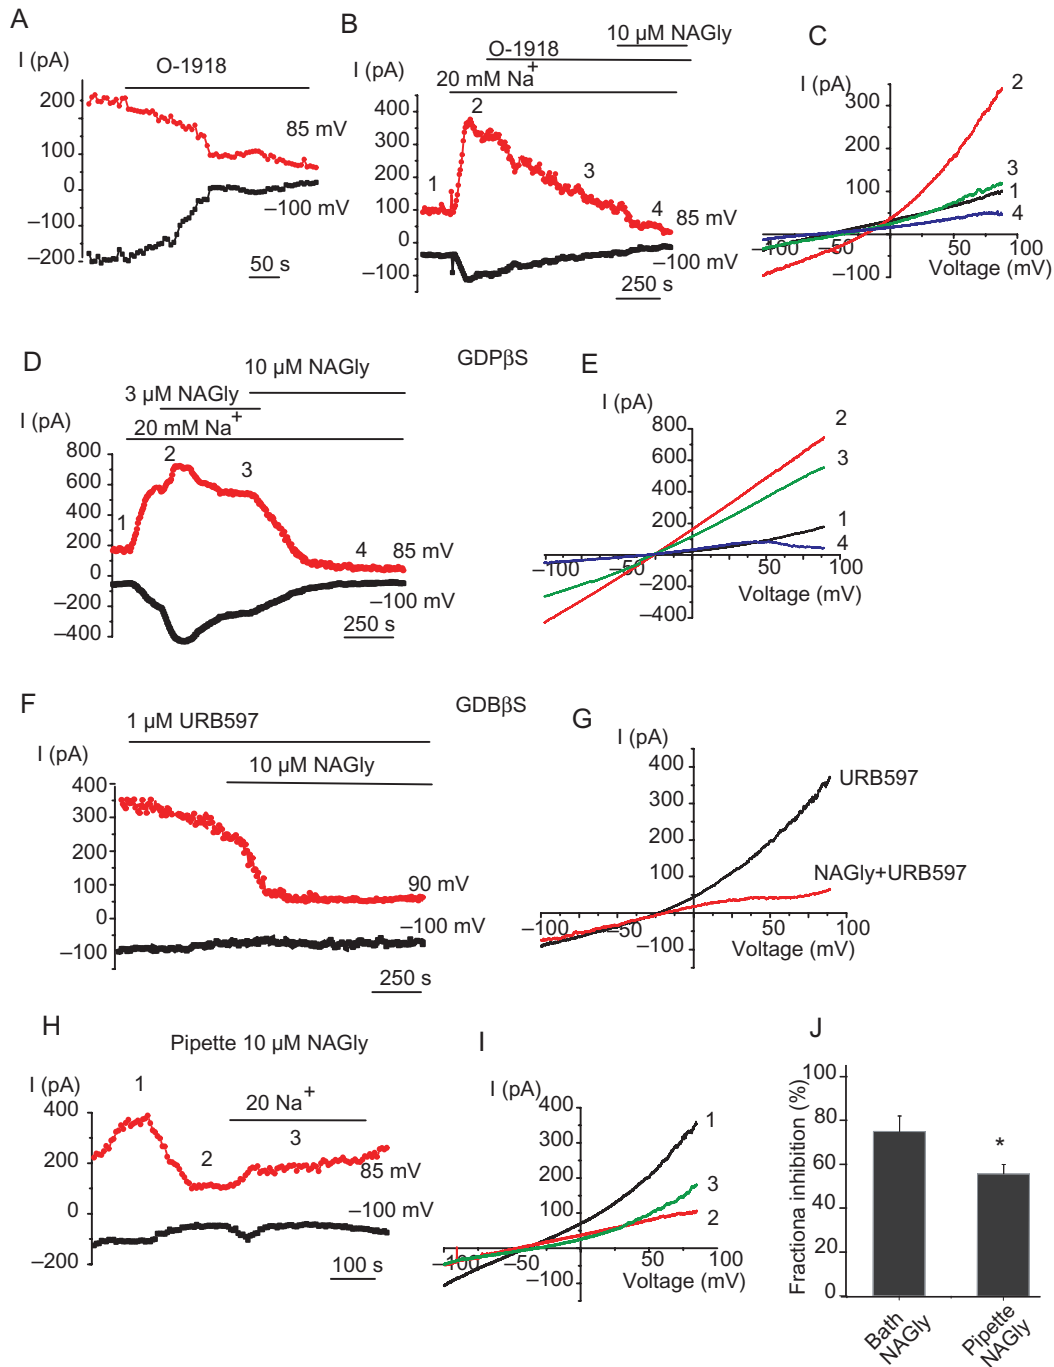 A
I (pA)
O-1918
200
100
0
–100
–200
85 mV
–100 mV
50 s
B
10 µM NAGly
O-1918
I (pA)
20 mM Na+
400
300
200
100
0
–100
1
2
3
4
85 mV
–100 mV
250 s
C
I (pA)
300
200
100
–100
–100
–50
50
100
Voltage (mV)
2
3
1
4
D
GDPβS
10 µM NAGly
3 µM NAGly
I (pA)
20 mM Na+
800
600
400
200
0
–200
–400
1
2
3
4
85 mV
–100 mV
250 s
E
I (pA)
800
600
400
200
–200
–400
–100
–50
50
100
Voltage (mV)
2
3
1
4
F
GDBβS
1 µM URB597
I (pA)
10 µM NAGly
400
300
200
100
0
–100
90 mV
–100 mV
250 s
G
I (pA)
400
300
200
100
–100
–100
–50
50
100
Voltage (mV)
URB597
NAGly+URB597
H
Pipette 10 µM NAGly
I (pA)
20 Na+
400
200
0
–200
1
2
3
85 mV
–100 mV
100 s
I
I (pA)
400
300
200
100
–100
–100
–50
50
100
Voltage (mV)
1
3
2
J
Fractiona inhibition (%)
100
80
60
40
20
0
*
Bath
NAGly
Pipette
NAGly